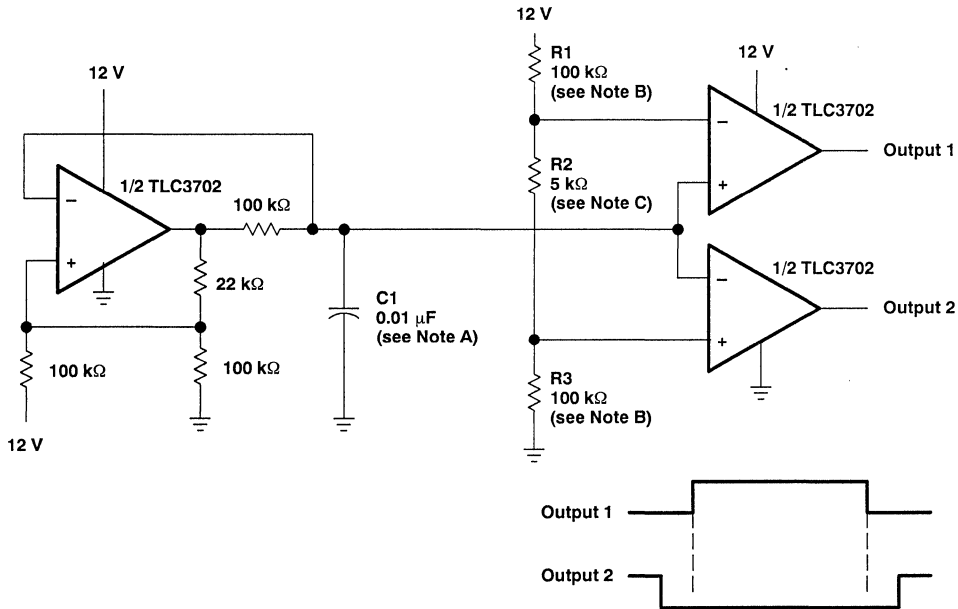 12 V
12 V
R1
100 kΩ
(see Note B)
12 V
1/2 TLC3702
−
Output 1
+
1/2 TLC3702
−
+
100 kΩ
22 kΩ
R2
5 kΩ
(see Note C)
C1
0.01 μF
(see Note A)
1/2 TLC3702
−
Output 2
+
100 kΩ
100 kΩ
12 V
R3
100 kΩ
(see Note B)
Output 1
Output 2